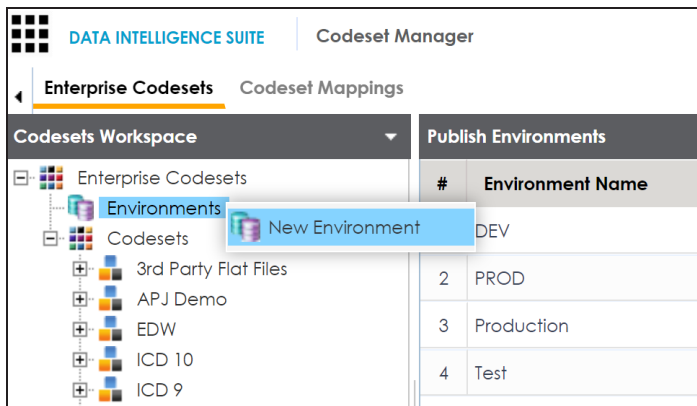 DATA INTELLIGENCE SUITE Codeset Manager
Enterprise Codesets Codeset Mappings
Codesets Workspace
Enterprise Codesets
Environments
New Environment
Codesets
3rd Party Flat Files
APJ Demo
EDW
ICD 10
ICD 9
Publish Environments
# Environment Name
DEV
2 PROD
3 Production
4 Test